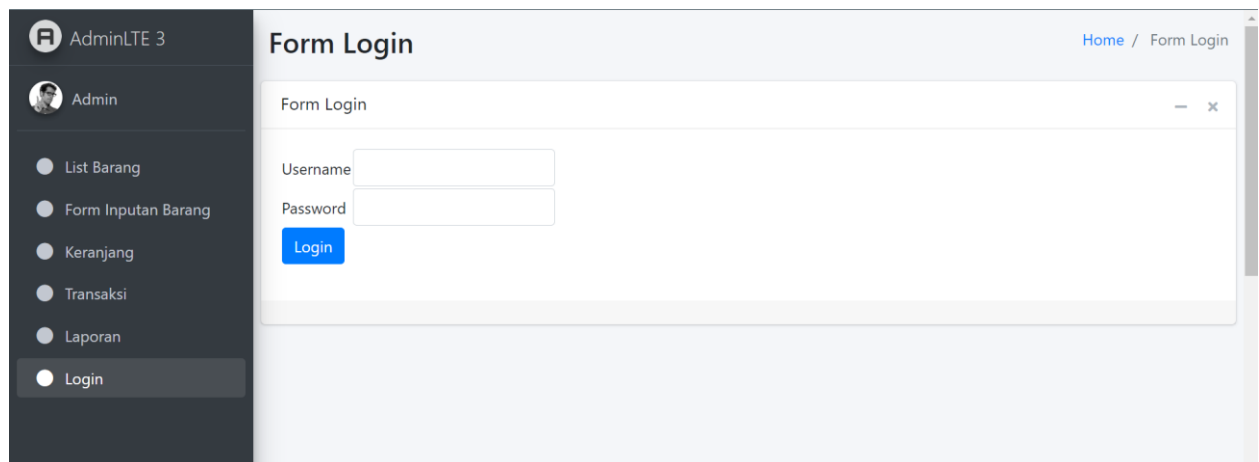 AdminLTE 3
Admin
List Barang
Form Inputan Barang
Keranjang
Transaksi
Laporan
Login
Form Login
Home / Form Login
Form Login
Username
Password
Login